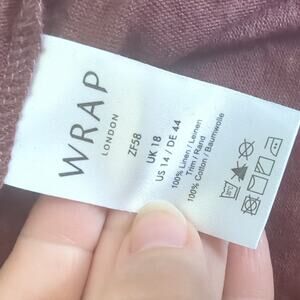 WRAP
LONDON
ZF58
UK 18
US 14 / DE 44
100% Linen / Leinen
Trim / Rand
100% Cotton / Baumwolle